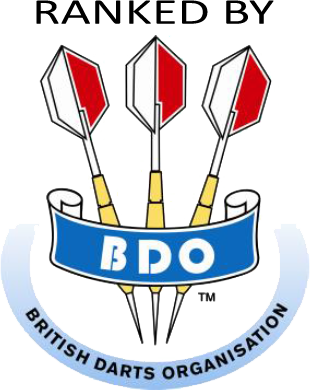 RANKED BY
BDO
TM
BRITISH DARTS ORGANISATION